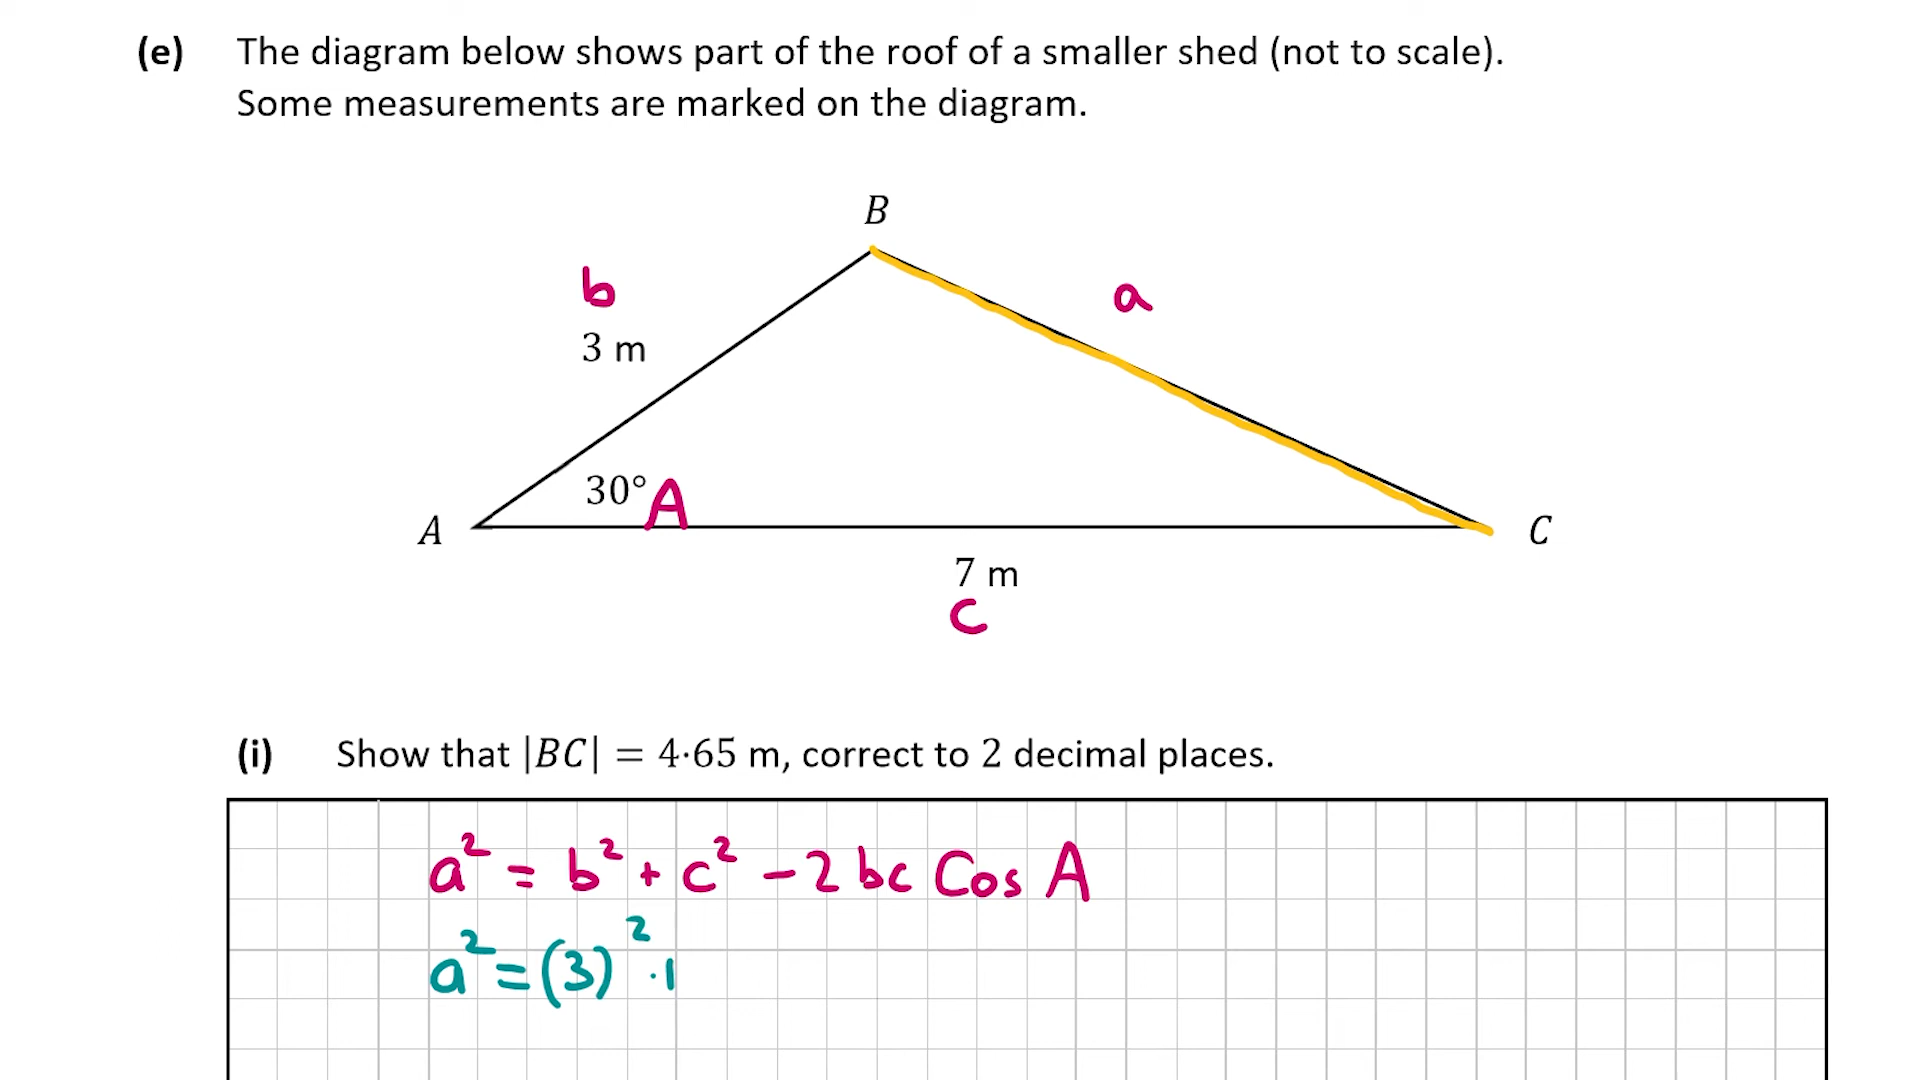 (e) The diagram below shows part of the roof of a smaller shed (not to scale).
Some measurements are marked on the diagram.
B
b
a
3 m
30° A
A
C
7 m
c
(i) Show that |BC| = 4·65 m, correct to 2 decimal places.
a² = b² + c² − 2 bc Cos A
a² = (3)²